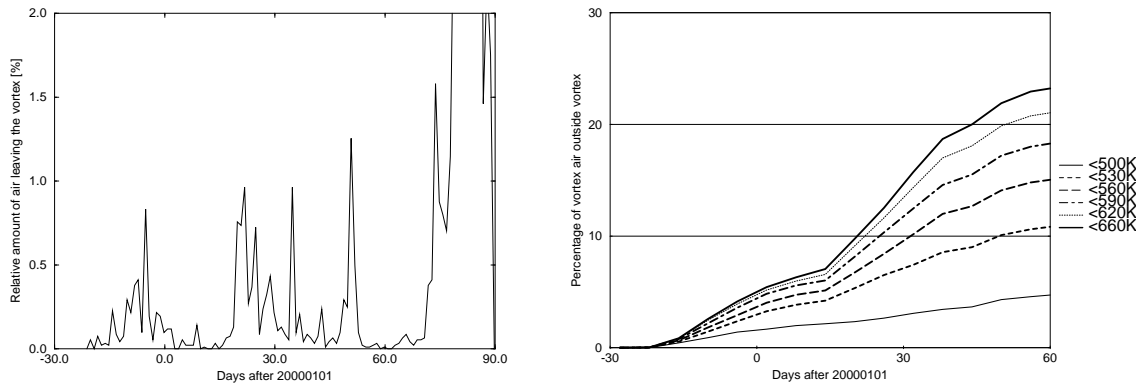 2.0
1.5
1.0
0.5
0.0
-30.0
0.0
30.0
60.0
90.0
Relative amount of air leaving the vortex [%]
Days after 20000101
30
20
10
0
-30
0
30
60
Percentage of vortex air outside vortex
Days after 20000101
<500K
<530K
<560K
<590K
<620K
<660K